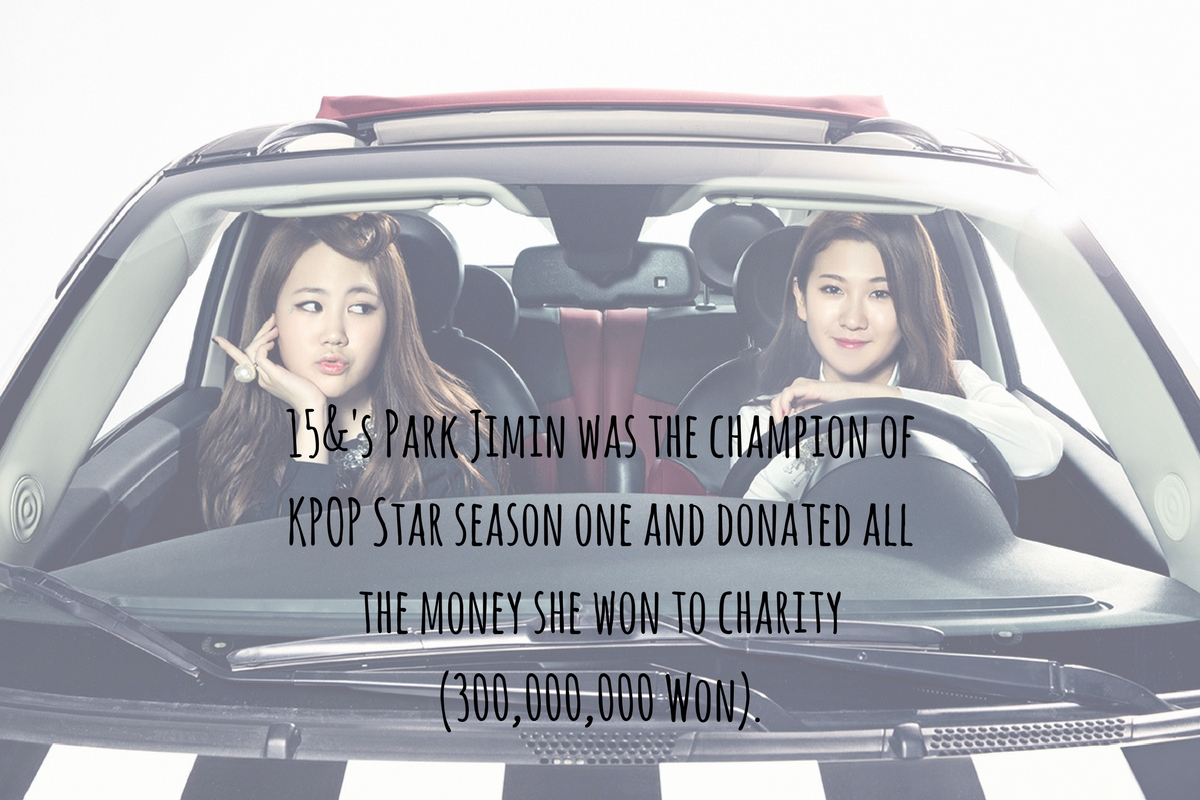 15&'s Park Jimin was the champion of
KPOP Star season one and donated all
the money she won to charity
(300,000,000 Won).